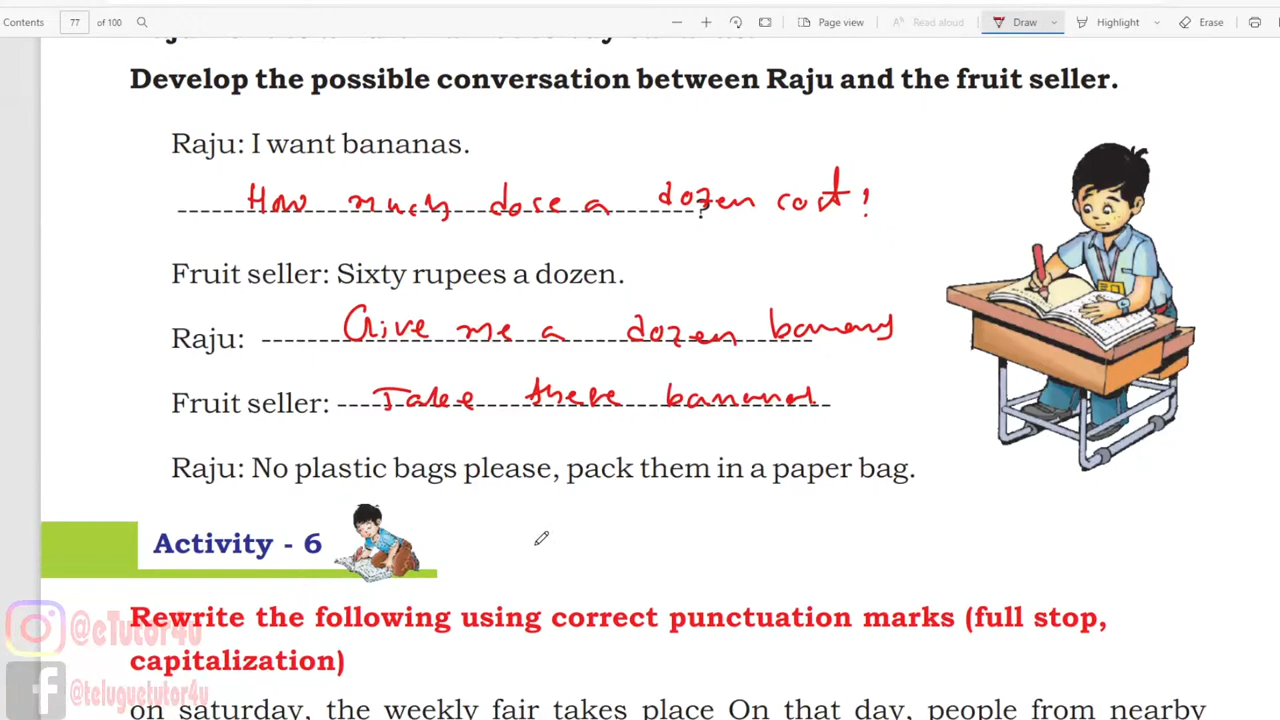 Contents 77 of 100 Page view Read aloud Draw Highlight Erase
Develop the possible conversation between Raju and the fruit seller.
Raju: I want bananas.
How much dose a dozen cost?
?
Fruit seller: Sixty rupees a dozen.
Raju: Give me a dozen bananas
Fruit seller: Take these bananas
Raju: No plastic bags please, pack them in a paper bag.
Activity - 6
Rewrite the following using correct punctuation marks (full stop,
capitalization)
@eTutor4u
@teluguetutor4u
on saturday, the weekly fair takes place On that day, people from nearby